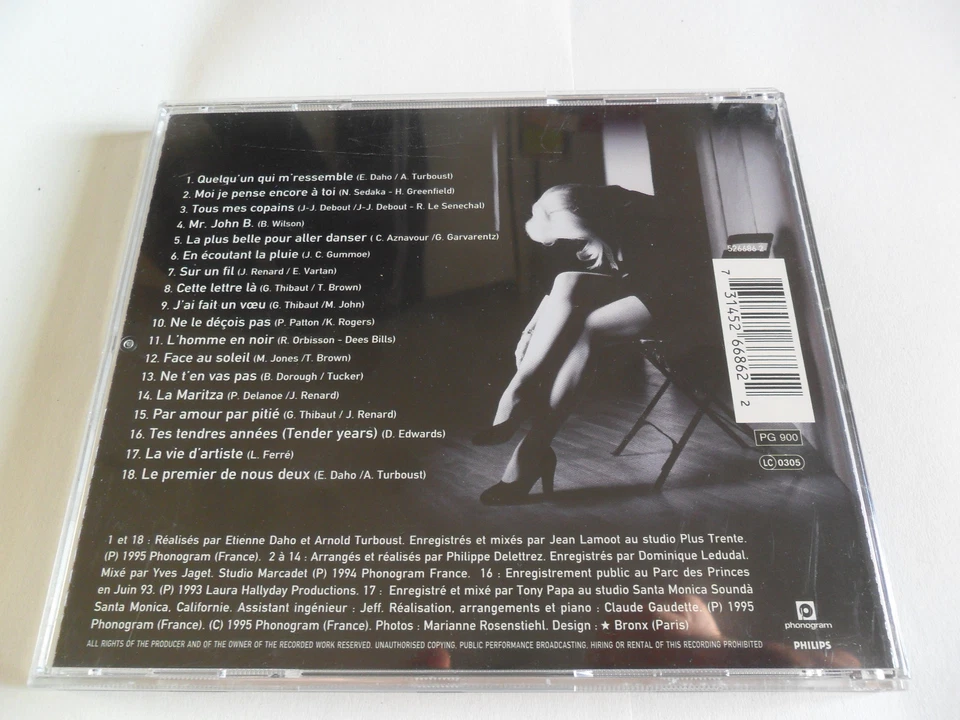 1. Quelqu'un qui m'ressemble (E. Daho / A. Turboust)
2. Moi je pense encore à toi (N. Sedaka - H. Greenfield)
3. Tous mes copains (J-J. Debout /J-J. Debout - R. Le Senechal)
4. Mr. John B. (B. Wilson)
5. La plus belle pour aller danser ( C. Aznavour /G. Garvarentz)
6. En écoutant la pluie (J. C. Gummoe)
7. Sur un fil (J. Renard / E. Vartan)
8. Cette lettre là (G. Thibaut / T. Brown)
9. J'ai fait un vœu (G. Thibaut /M. John)
10. Ne le déçois pas (P. Patton /K. Rogers)
11. L'homme en noir (R. Orbisson - Dees Bills)
12. Face au soleil (M. Jones /T. Brown)
13. Ne t'en vas pas (B. Dorough / Tucker)
14. La Maritza (P. Delanoe /J. Renard)
15. Par amour par pitié (G. Thibaut / J. Renard)
16. Tes tendres années (Tender years) (D. Edwards)
17. La vie d'artiste (L. Ferré)
18. Le premier de nous deux (E. Daho /A. Turboust)
526686 2
7 31452 66862 2
PG 900
LC 0305
1 et 18 : Réalisés par Etienne Daho et Arnold Turboust. Enregistrés et mixés par Jean Lamoot au studio Plus Trente.
(P) 1995 Phonogram (France). 2 à 14 : Arrangés et réalisés par Philippe Delettrez. Enregistrés par Dominique Ledudal.
Mixé par Yves Jaget. Studio Marcadet (P) 1994 Phonogram France. 16 : Enregistrement public au Parc des Princes
en Juin 93. (P) 1993 Laura Hallyday Productions. 17 : Enregistré et mixé par Tony Papa au studio Santa Monica Soundà
Santa Monica. Californie. Assistant ingénieur : Jeff. Réalisation, arrangements et piano : Claude Gaudette. (P) 1995
Phonogram (France). (C) 1995 Phonogram (France). Photos : Marianne Rosenstiehl. Design : ★ Bronx (Paris)
ALL RIGHTS OF THE PRODUCER AND OF THE OWNER OF THE RECORDED WORK RESERVED. UNAUTHORISED COPYING, PUBLIC PERFORMANCE BROADCASTING, HIRING OR RENTAL OF THIS RECORDING PROHIBITED
phonogram
PHILIPS